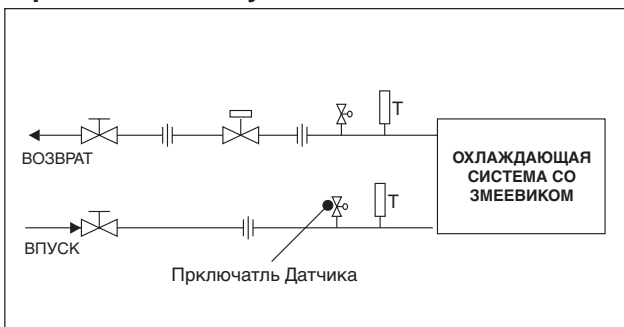 T
ВОЗВРАТ
ОХЛАЖДАЮЩАЯ
СИСТЕМА СО
ЗМЕЕВИКОМ
T
ВПУСК
Прключатль Датчика